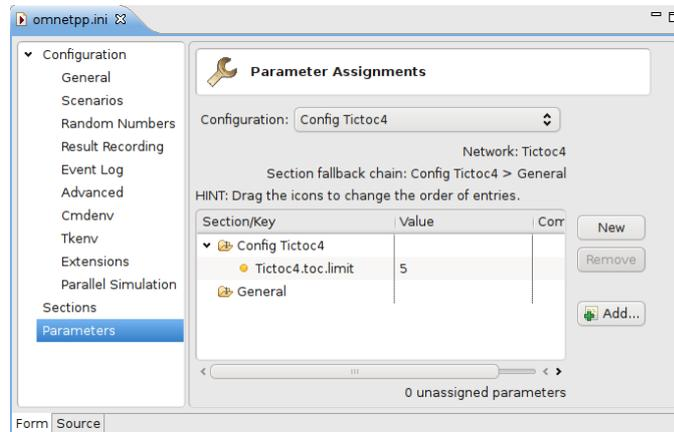 omnetpp.ini
Configuration
General
Scenarios
Random Numbers
Result Recording
Event Log
Advanced
Cmdenv
Tkenv
Extensions
Parallel Simulation
Sections
Parameters
Parameter Assignments
Configuration: Config Tictoc4
Network: Tictoc4
Section fallback chain: Config Tictoc4 > General
HINT: Drag the icons to change the order of entries.
Section/Key Value Com
Config Tictoc4
Tictoc4.toc.limit 5
General
New
Remove
Add...
0 unassigned parameters
Form Source